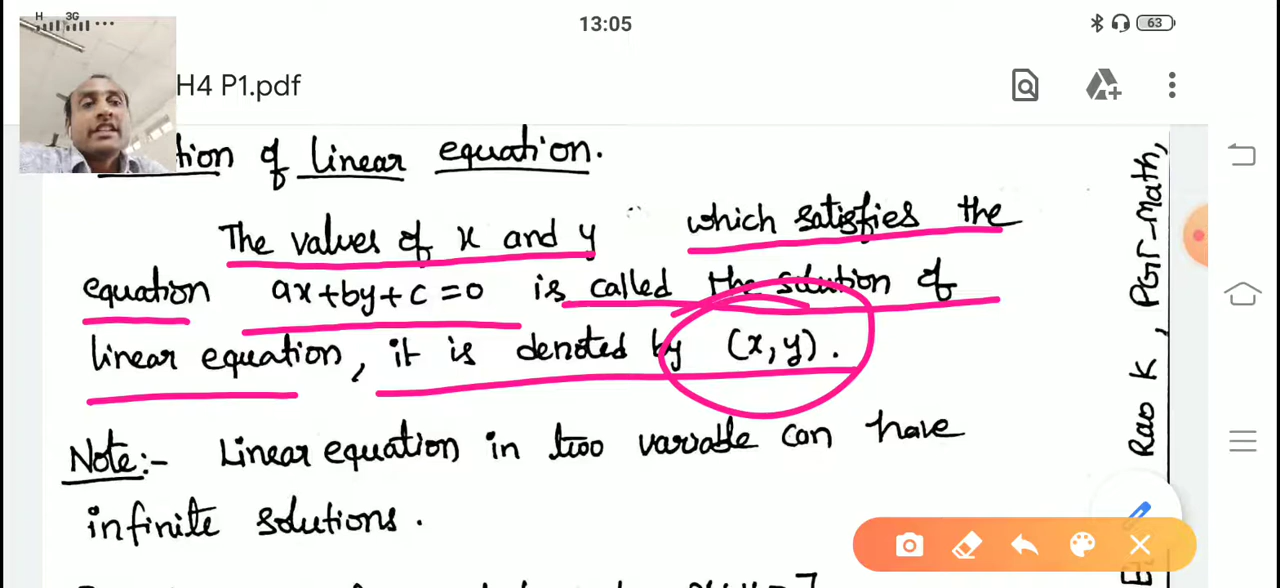 H 3G
13:05
63
H4 P1.pdf
tion of linear equation.
The values of x and y which satisfies the
equation ax+by+c=0 is called the solution of
linear equation, it is denoted by (x,y).
Note:- Linear equation in two variable can have
infinite solutions.
Rao K, PGT-Math,